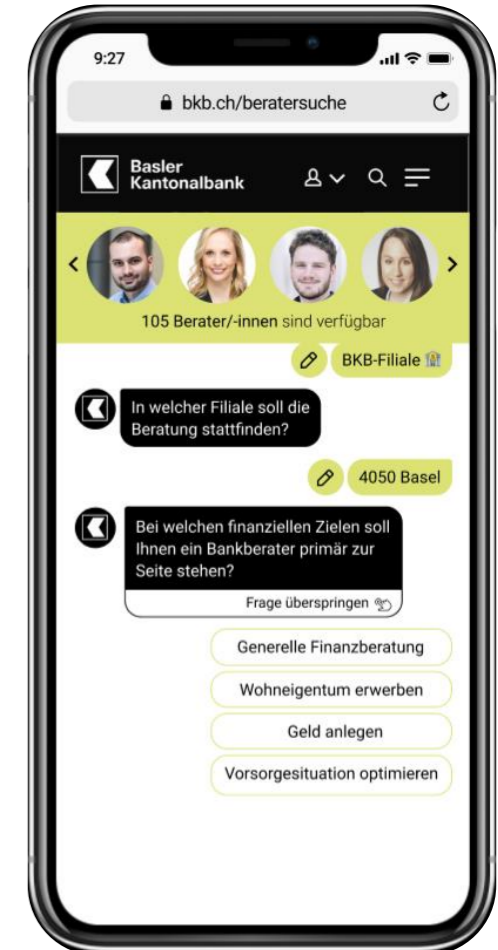 9:27
bkb.ch/beratersuche
Basler
Kantonalbank
105 Berater/-innen sind verfügbar
BKB-Filiale
In welcher Filiale soll die
Beratung stattfinden?
4050 Basel
Bei welchen finanziellen Zielen soll
Ihnen ein Bankberater primär zur
Seite stehen?
Frage überspringen
Generelle Finanzberatung
Wohneigentum erwerben
Geld anlegen
Vorsorgesituation optimieren